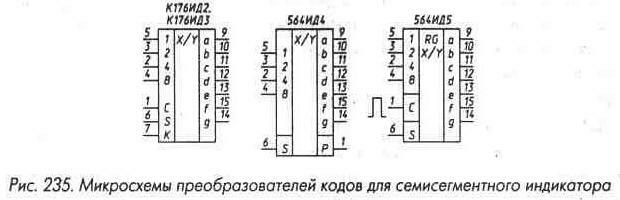 К176ИД2.
К176ИД3
5 1 X/Y a 9
3 2 b 10
2 4 c 11
4 8 d 12
e 13
1 C f 15
6 S g 14
7 K
564ИД4
X/Y a 9
5 1 b 10
3 2 c 11
2 4 d 12
4 8 e 13
f 15
g 14
6 S P 1
564ИД5
5 1 RG a 9
3 2 X/Y b 10
2 4 c 11
4 8 d 12
e 13
1 C f 15
6 S g 14
Рис. 235. Микросхемы преобразователей кодов для семисегментного индикатора